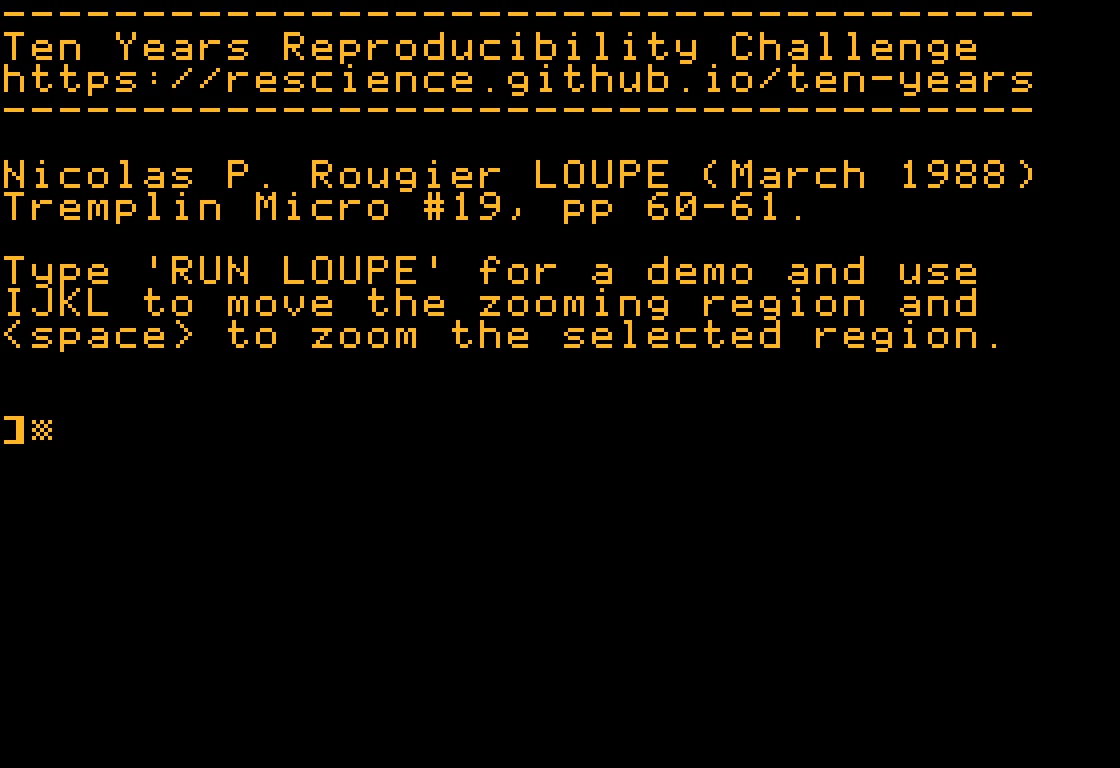 -------------------------------------
Ten Years Reproducibility Challenge
https://rescience.github.io/ten-years
-------------------------------------
Nicolas P. Rougier LOUPE (March 1988)
Tremplin Micro #19, pp 60-61.
Type 'RUN LOUPE' for a demo and use
IJKL to move the zooming region and
<space> to zoom the selected region.
]